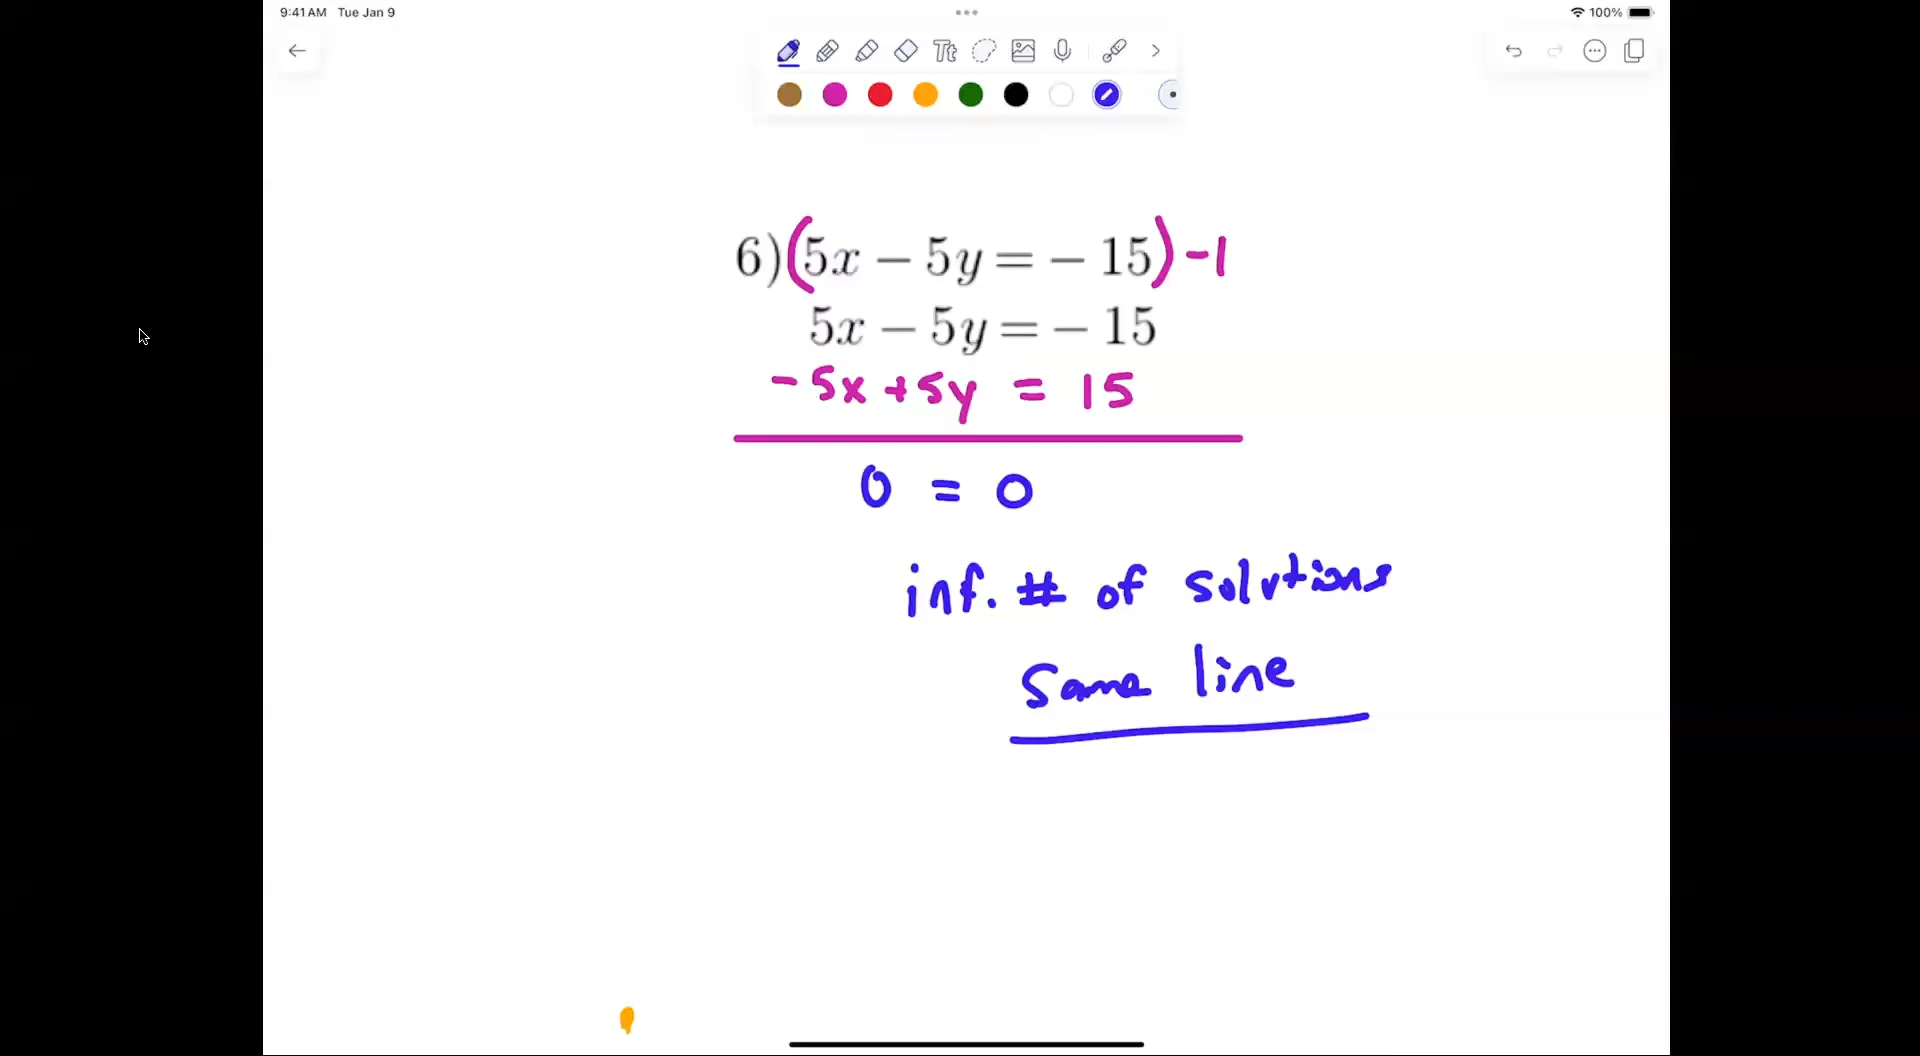 9:41 AM Tue Jan 9
100%
Tt
6) (5x − 5y = − 15) -1
5x − 5y = − 15
-5x +5y = 15
0 = 0
inf. # of solutions
Same line